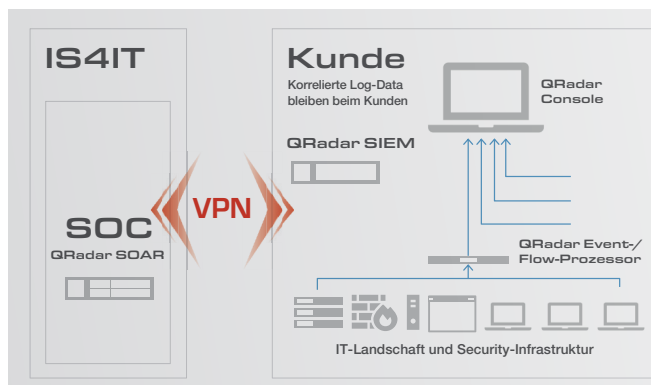 IS4IT
SOC
QRadar SOAR
VPN
Kunde
Korrelierte Log-Data
bleiben beim Kunden
QRadar SIEM
QRadar
Console
QRadar Event-/
Flow-Prozessor
IT-Landschaft und Security-Infrastruktur